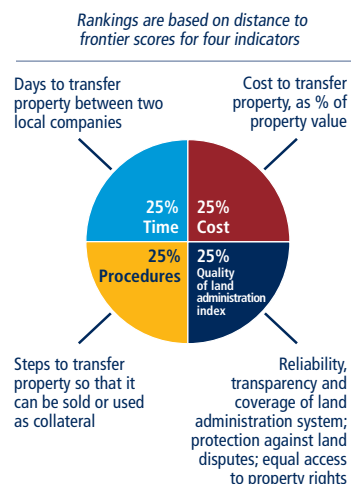 Rankings are based on distance to
frontier scores for four indicators
Days to transfer
property between two
local companies
Cost to transfer
property, as % of
property value
25%
Time
25%
Cost
25%
Procedures
25%
Quality
of land
administration
index
Steps to transfer
property so that it
can be sold or used
as collateral
Reliability,
transparency and
coverage of land
administration system;
protection against land
disputes; equal access
to property rights